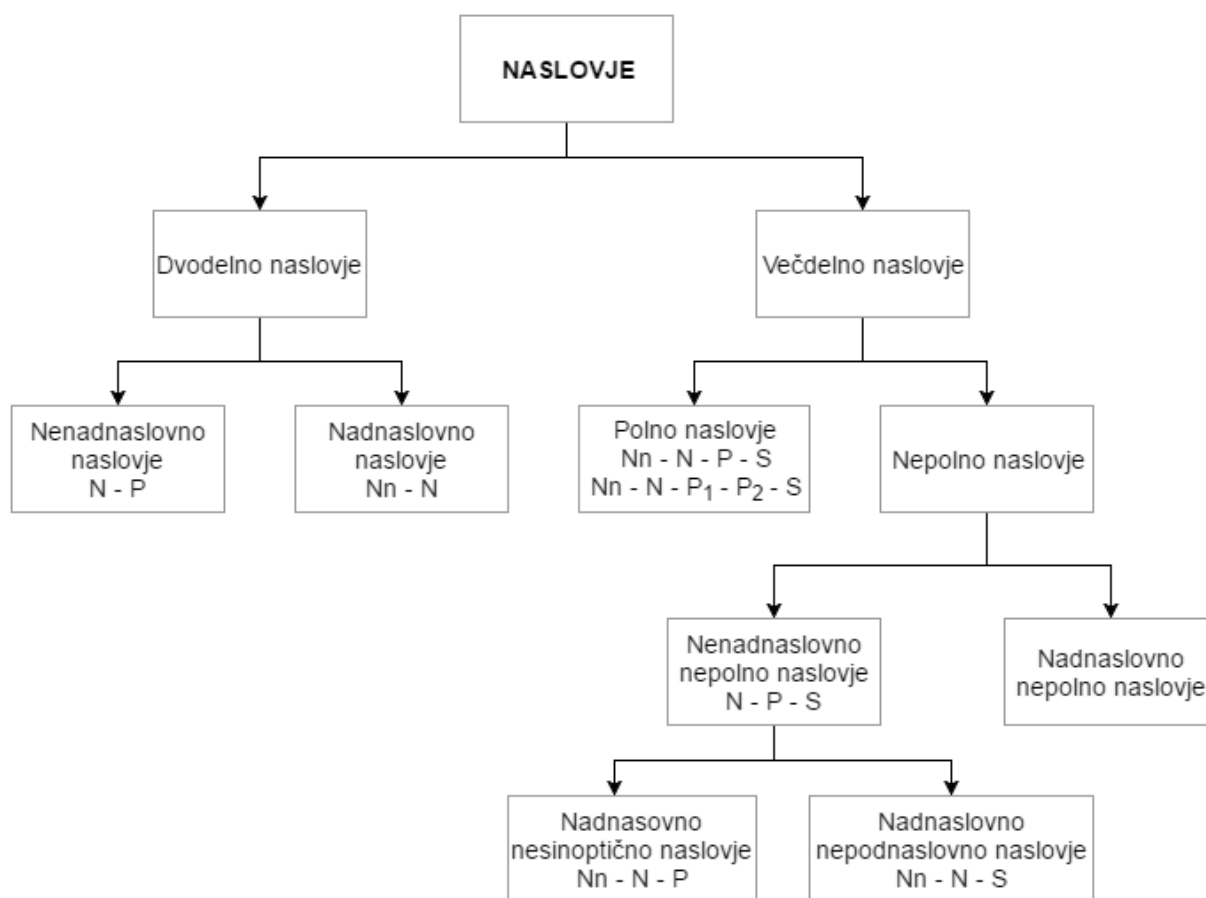 NASLOVJE
Dvodelno naslovje
Večdelno naslovje
Nenadnaslovno
naslovje
N - P
Nadnaslovno
naslovje
Nn - N
Polno naslovje
Nn - N - P - S
Nn - N - P₁ - P₂ - S
Nepolno naslovje
Nenadnaslovno
nepolno naslovje
N - P - S
Nadnaslovno
nepolno naslovje
Nadnasovno
nesinoptično naslovje
Nn - N - P
Nadnaslovno
nepodnaslovno naslovje
Nn - N - S